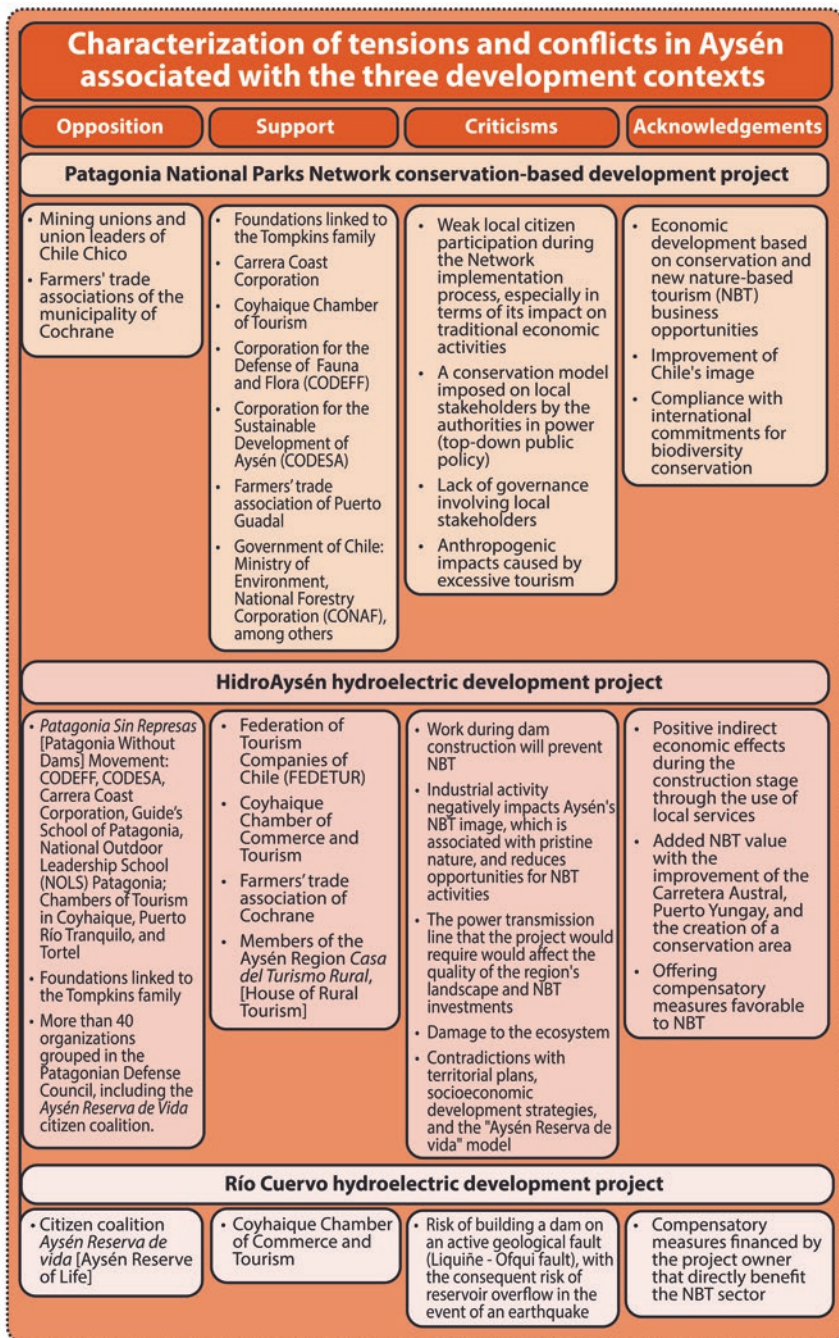 Characterization of tensions and conflicts in Aysén
associated with the three development contexts
Opposition
Support
Criticisms
Acknowledgements
Patagonia National Parks Network conservation-based development project
• Mining unions and
union leaders of
Chile Chico
• Farmers' trade
associations of the
municipality of
Cochrane
• Foundations linked to
the Tompkins family
• Carrera Coast
Corporation
• Coyhaique Chamber
of Tourism
• Corporation for the
Defense of Fauna
and Flora (CODEFF)
• Corporation for the
Sustainable
Development of
Aysén (CODESA)
• Farmers' trade
association of Puerto
Guadal
• Government of Chile:
Ministry of
Environment,
National Forestry
Corporation (CONAF),
among others
• Weak local citizen
participation during
the Network
implementation
process, especially in
terms of its impact on
traditional economic
activities
• A conservation model
imposed on local
stakeholders by the
authorities in power
(top-down public
policy)
• Lack of governance
involving local
stakeholders
• Anthropogenic
impacts caused by
excessive tourism
• Economic
development based
on conservation and
new nature-based
tourism (NBT)
business
opportunities
• Improvement of
Chile's image
• Compliance with
international
commitments for
biodiversity
conservation
HidroAysén hydroelectric development project
• Patagonia Sin Represas
[Patagonia Without
Dams] Movement:
CODEFF, CODESA,
Carrera Coast
Corporation, Guide's
School of Patagonia,
National Outdoor
Leadership School
(NOLS) Patagonia;
Chambers of Tourism
in Coyhaique, Puerto
Río Tranquilo, and
Tortel
• Foundations linked to
the Tompkins family
• More than 40
organizations
grouped in the
Patagonian Defense
Council, including the
Aysén Reserva de Vida
citizen coalition.
• Federation of
Tourism
Companies of
Chile (FEDETUR)
• Coyhaique
Chamber of
Commerce and
Tourism
• Farmers' trade
association of
Cochrane
• Members of the
Aysén Region Casa
del Turismo Rural,
[House of Rural
Tourism]
• Work during dam
construction will prevent
NBT
• Industrial activity
negatively impacts Aysén's
NBT image, which is
associated with pristine
nature, and reduces
opportunities for NBT
activities
• The power transmission
line that the project
would require would affect
the quality of the region's
landscape and NBT
investments
• Damage to the ecosystem
• Contradictions with
territorial plans,
socioeconomic
development strategies,
and the "Aysén Reserva de
vida" model
• Positive indirect
economic effects
during the
construction stage
through the use of
local services
• Added NBT value
with the
improvement of the
Carretera Austral,
Puerto Yungay, and
the creation of a
conservation area
• Offering
compensatory
measures favorable
to NBT
Río Cuervo hydroelectric development project
• Citizen coalition
Aysén Reserva de
vida [Aysén Reserve
of Life]
• Coyhaique Chamber
of Commerce and
Tourism
• Risk of building a dam on
an active geological fault
(Liquiñe - Ofqui fault), with
the consequent risk of
reservoir overflow in the
event of an earthquake
• Compensatory
measures financed by
the project owner
that directly benefit
the NBT sector